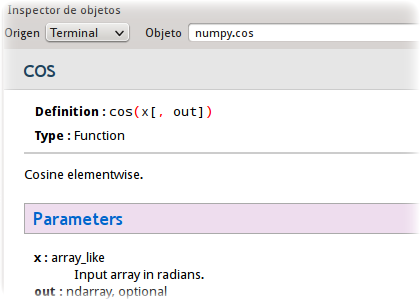 Inspector de objetos
Origen Terminal Objeto numpy.cos
COS
Definition : cos(x[, out])
Type : Function
Cosine elementwise.
Parameters
x : array_like
Input array in radians.
out : ndarray, optional